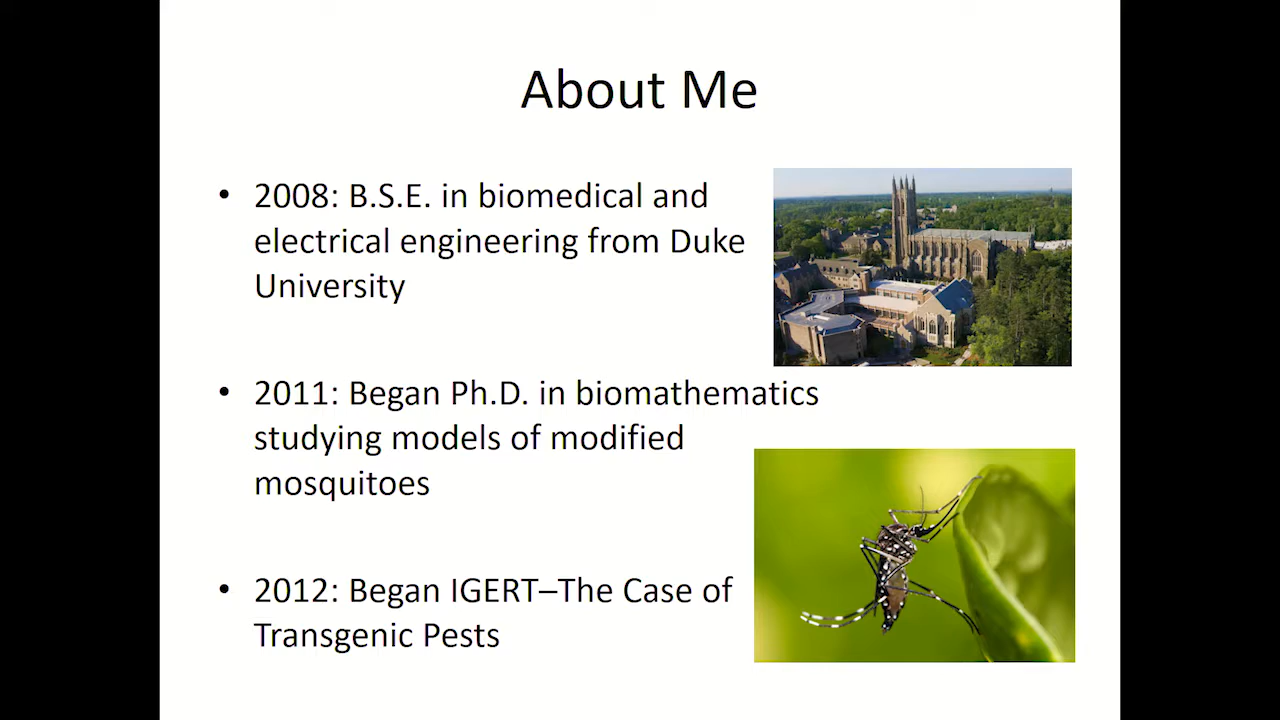 About Me
• 2008: B.S.E. in biomedical and
electrical engineering from Duke
University
• 2011: Began Ph.D. in biomathematics
studying models of modified
mosquitoes
• 2012: Began IGERT–The Case of
Transgenic Pests